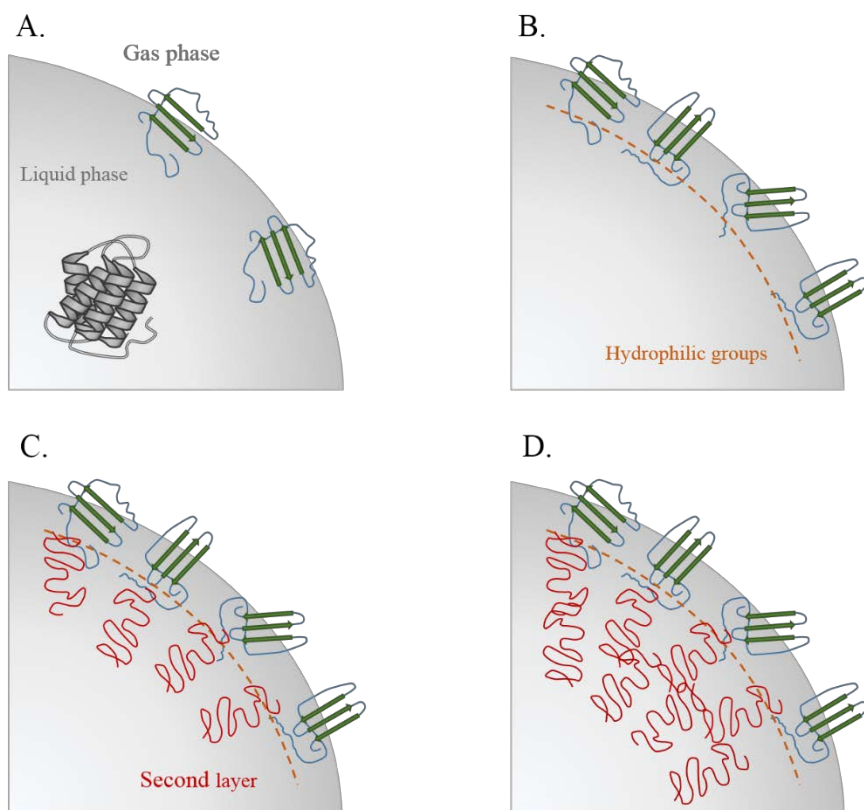 A.
B.
Gas phase
Liquid phase
Hydrophilic groups
C.
D.
Second layer